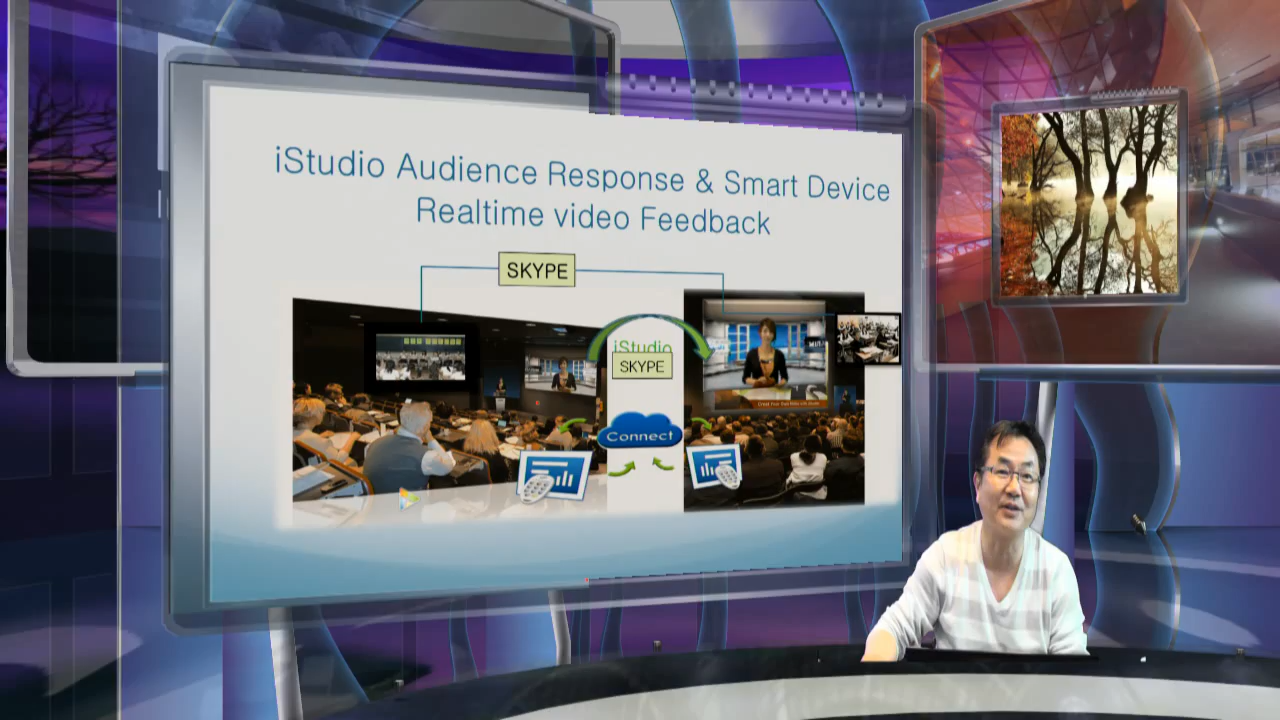 iStudio Audience Response & Smart Device
Realtime video Feedback
SKYPE
iStudio
SKYPE
Connect